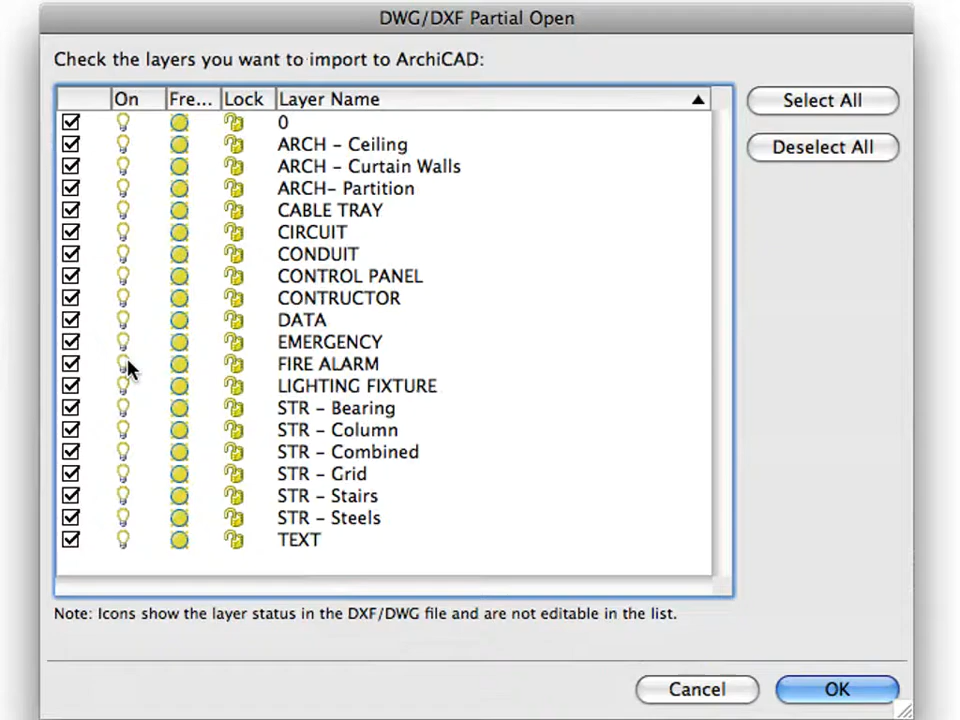 DWG/DXF Partial Open
Check the layers you want to import to ArchiCAD:
On Fre... Lock Layer Name
Select All
0
ARCH – Ceiling
Deselect All
ARCH – Curtain Walls
ARCH– Partition
CABLE TRAY
CIRCUIT
CONDUIT
CONTROL PANEL
CONTRUCTOR
DATA
EMERGENCY
FIRE ALARM
LIGHTING FIXTURE
STR – Bearing
STR – Column
STR – Combined
STR – Grid
STR – Stairs
STR – Steels
TEXT
Note: Icons show the layer status in the DXF/DWG file and are not editable in the list.
Cancel OK